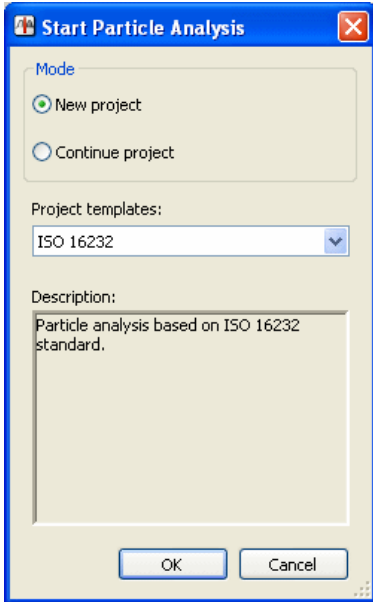 Start Particle Analysis
Mode
New project
Continue project
Project templates:
ISO 16232
Description:
Particle analysis based on ISO 16232
standard.
OK Cancel